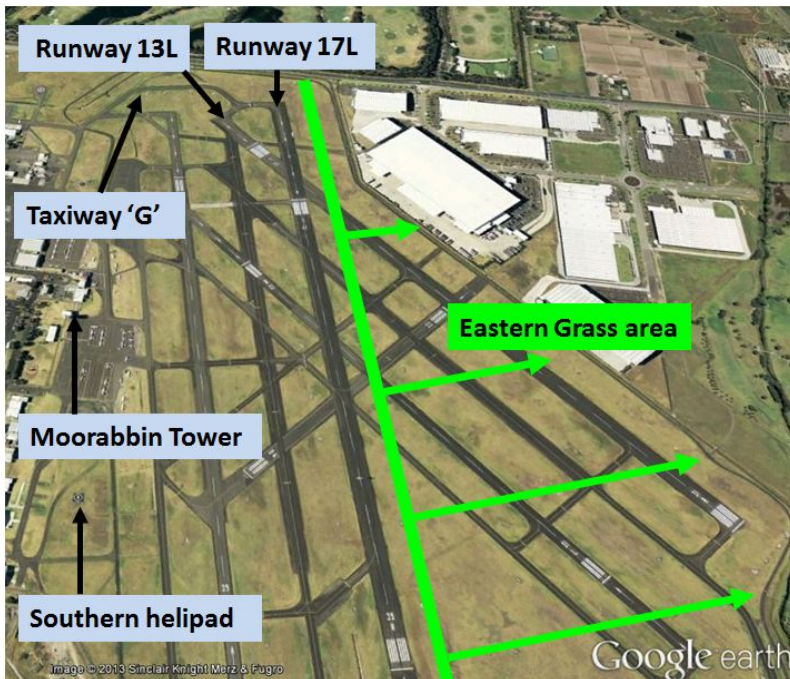 Runway 13L
Runway 17L
Taxiway ‘G’
Eastern Grass area
Moorabbin Tower
Southern helipad
Image © 2013 Sinclair Knight Merz & Fugro
Google earth